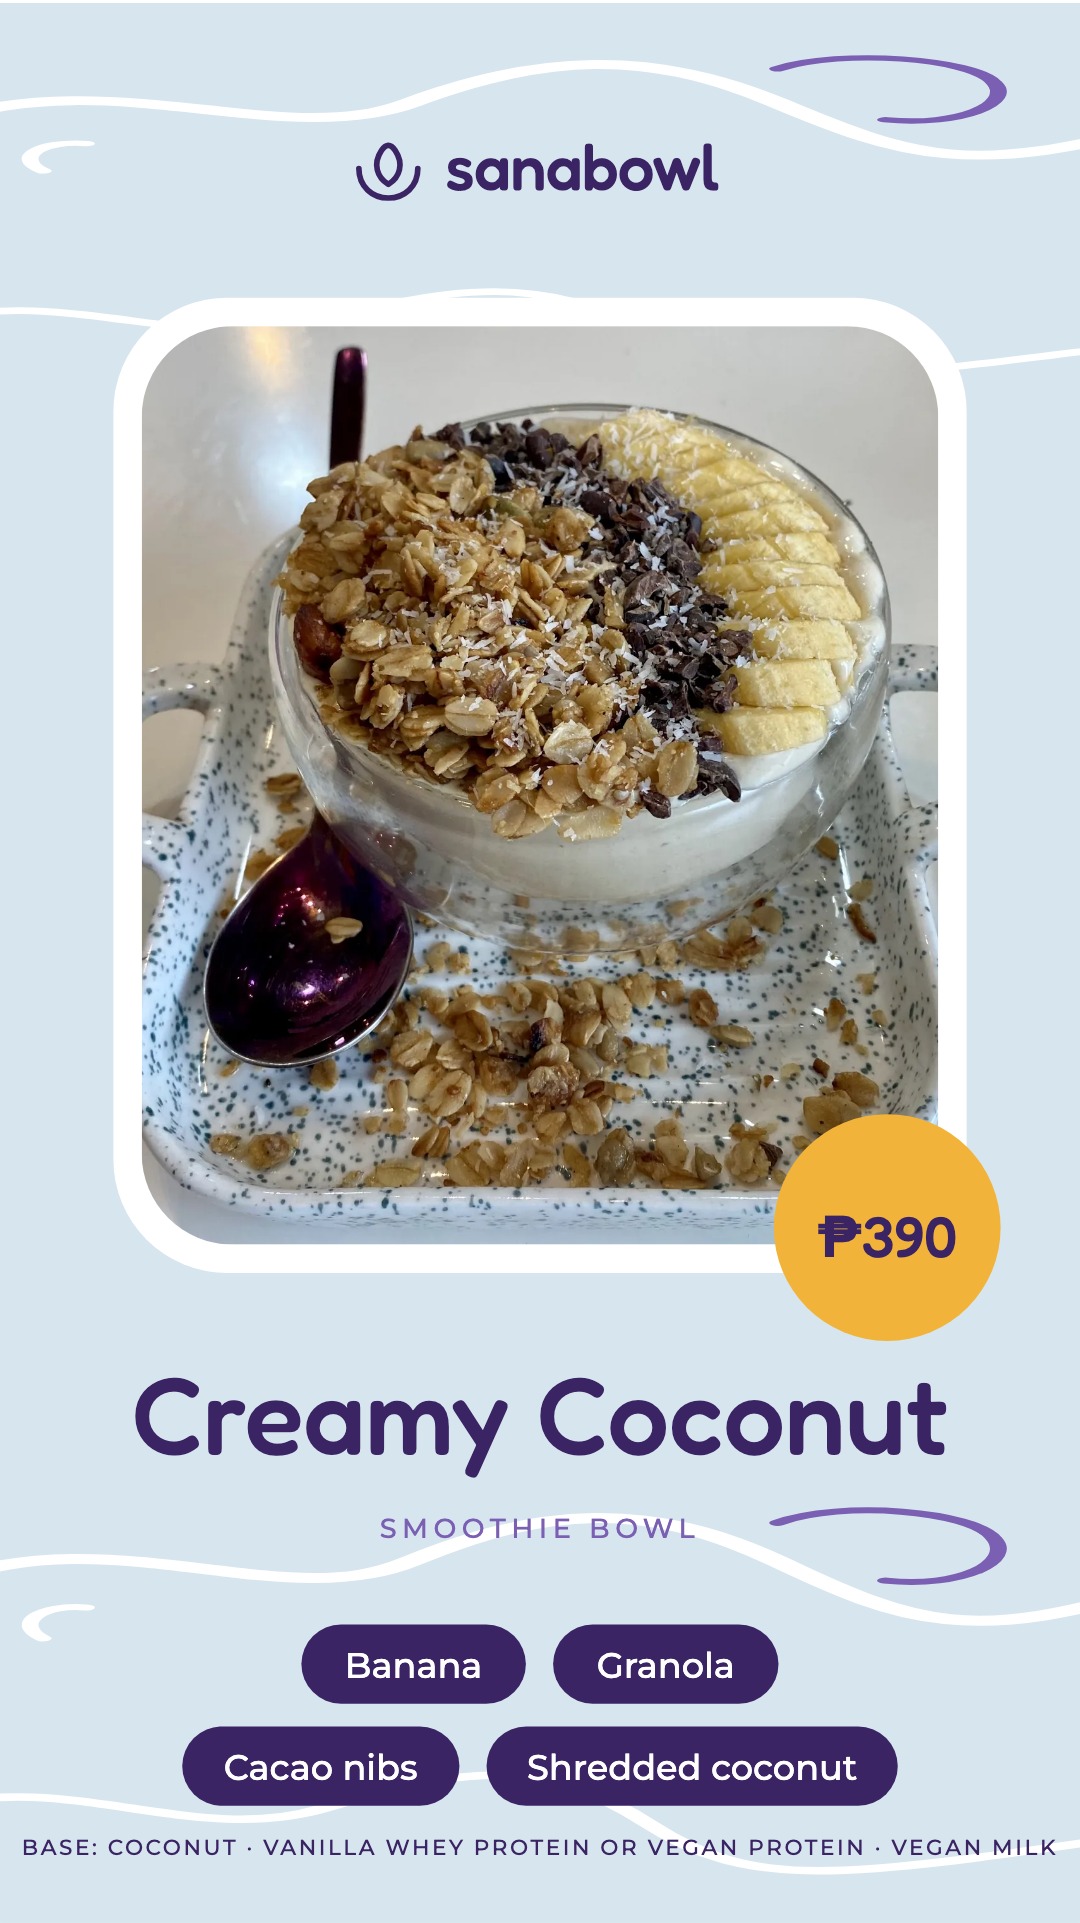 sanabowl
₱390
Creamy Coconut
SMOOTHIE BOWL
Banana Granola
Cacao nibs Shredded coconut
BASE: COCONUT · VANILLA WHEY PROTEIN OR VEGAN PROTEIN · VEGAN MILK